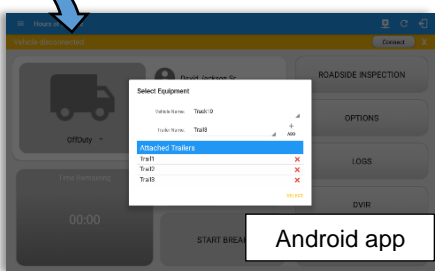 Hours of
Vehicle disconnected
Connect X
David Jackson Sr.
ROADSIDE INSPECTION
Select Equipment
Vehicle Name: Truck10
Trailer Name: Trail3
+
ADD
OPTIONS
OffDuty
Attached Trailers
Trail1
Trail2
Trail3
SELECT
LOGS
Time Remaining
DVIR
00:00
START BREAK
Android app